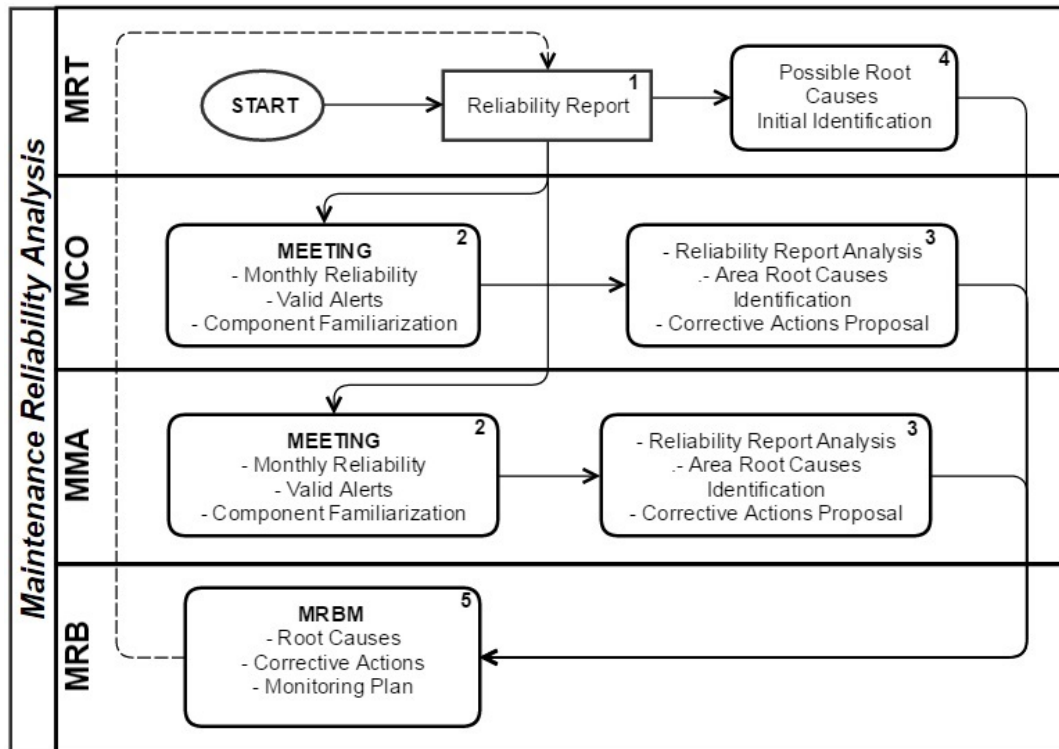 Maintenance Reliability Analysis
MRT
START
1
Reliability Report
4
Possible Root
Causes
Initial Identification
MCO
2
MEETING
- Monthly Reliability
- Valid Alerts
- Component Familiarization
3
- Reliability Report Analysis
.- Area Root Causes
Identification
- Corrective Actions Proposal
MMA
2
MEETING
- Monthly Reliability
- Valid Alerts
- Component Familiarization
3
- Reliability Report Analysis
.- Area Root Causes
Identification
- Corrective Actions Proposal
MRB
5
MRBM
- Root Causes
- Corrective Actions
- Monitoring Plan